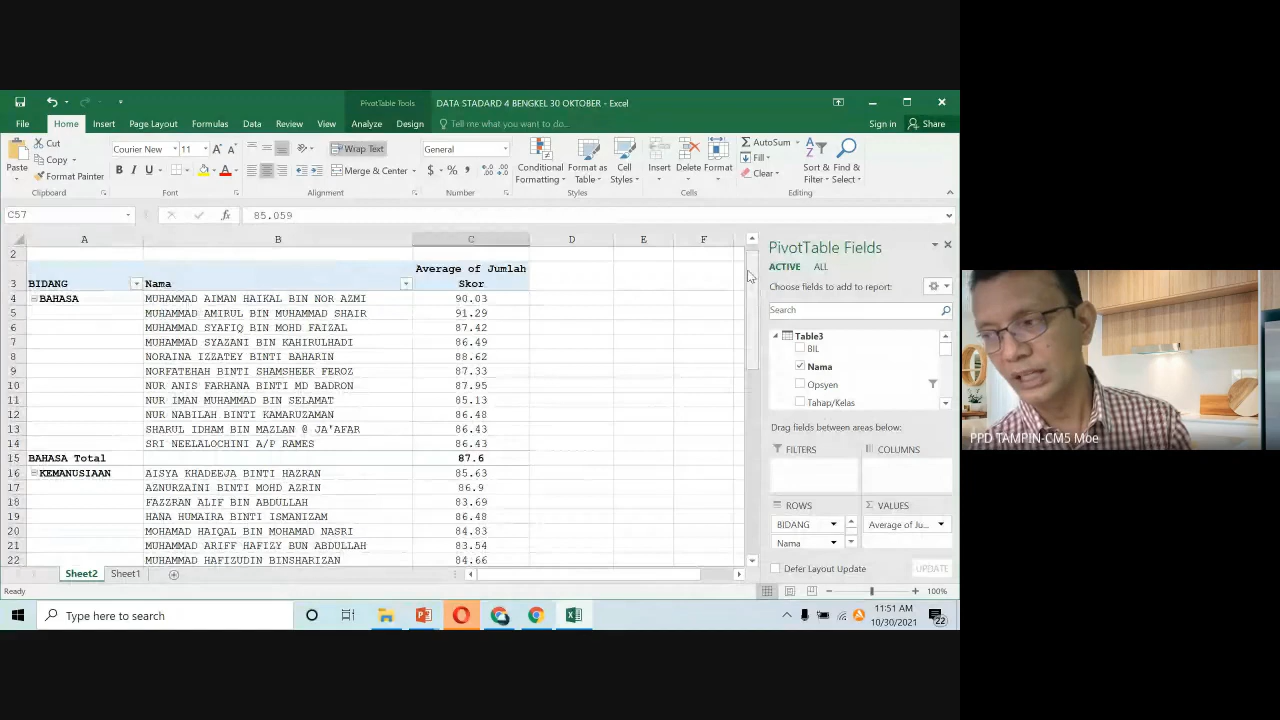 PivotTable Tools
DATA STADARD 4 BENGKEL 30 OKTOBER - Excel
File Home Insert Page Layout Formulas Data Review View Analyze Design Tell me what you want to do... Sign in Share
Cut
Copy
Format Painter
Paste
Clipboard
Courier New 11
B I U
Font
Wrap Text
Merge & Center
Alignment
General
$ % ,
Number
Conditional Formatting
Format as Table
Cell Styles
Styles
Insert Delete Format
Cells
AutoSum
Fill
Clear
Sort & Filter
Find & Select
Editing
C57 fx 85.059
A B C D E F
2
3 BIDANG Nama Average of Jumlah Skor
4 BAHASA MUHAMMAD AIMAN HAIKAL BIN NOR AZMI 90.03
5 MUHAMMAD AMIRUL BIN MUHAMMAD SHAIR 91.29
6 MUHAMMAD SYAFIQ BIN MOHD FAIZAL 87.42
7 MUHAMMAD SYAZANI BIN KAHIRULHADI 86.49
8 NORAINA IZZATEY BINTI BAHARIN 88.62
9 NORFATEHAH BINTI SHAMSHEER FEROZ 87.33
10 NUR ANIS FARHANA BINTI MD BADRON 87.95
11 NUR IMAN MUHAMMAD BIN SELAMAT 85.13
12 NUR NABILAH BINTI KAMARUZAMAN 86.48
13 SHARUL IDHAM BIN MAZLAN @ JA'AFAR 86.43
14 SRI NEELALOCHINI A/P RAMES 86.43
15 BAHASA Total 87.6
16 KEMANUSIAAN AISYA KHADEEJA BINTI HAZRAN 85.63
17 AZNURZAINI BINTI MOHD AZRIN 86.9
18 FAZZRAN ALIF BIN ABDULLAH 83.69
19 HANA HUMAIRA BINTI ISMANIZAM 86.48
20 MOHAMAD HAIQAL BIN MOHAMAD NASRI 84.83
21 MUHAMMAD ARIFF HAFIZY BUN ABDULLAH 83.54
22 MUHAMMAD HAFIZUDIN BINSHARIZAN 84.66
PivotTable Fields
ACTIVE ALL
Choose fields to add to report:
Search
Table3
BIL
Nama
Opsyen
Tahap/Kelas
Drag fields between areas below:
FILTERS COLUMNS
ROWS VALUES
BIDANG Average of Ju...
Nama
Defer Layout Update UPDATE
Sheet2 Sheet1
Ready
100%
Type here to search
11:51 AM
10/30/2021
22
PPD TAMPIN-CM5 Moe